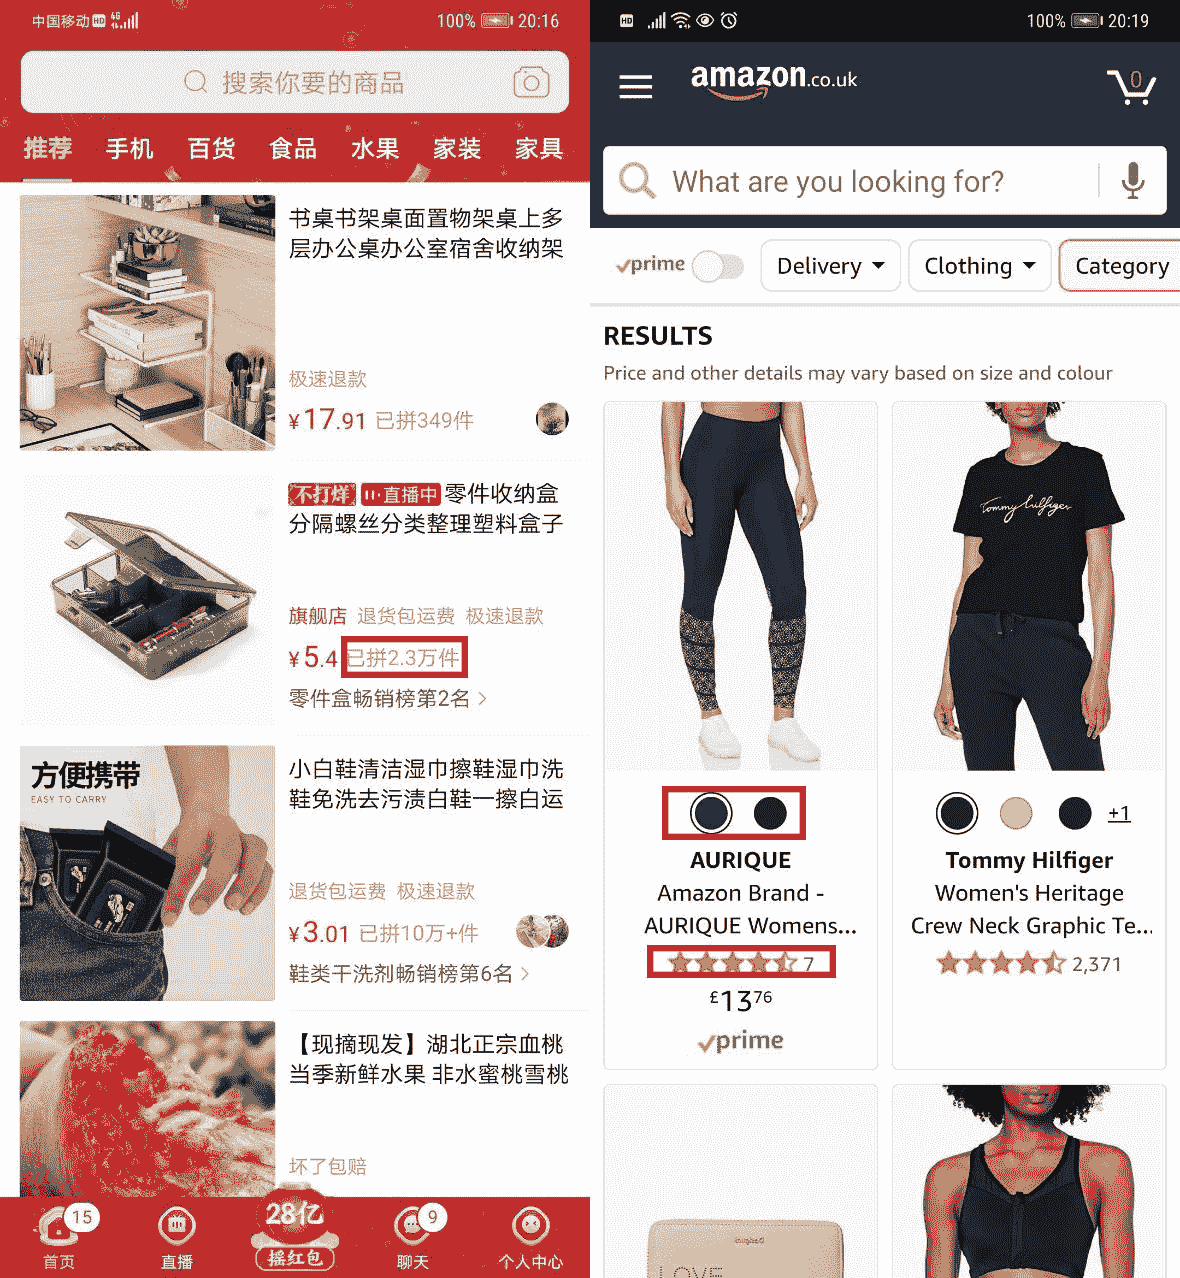 中国移动 HD 4G 100% 20:16
搜索你要的商品
推荐 手机 百货 食品 水果 家装 家具
书桌书架桌面置物架桌上多
层办公桌办公室宿舍收纳架
极速退款
¥17.91 已拼349件
不打烊 直播中 零件收纳盒
分隔螺丝分类整理塑料盒子
旗舰店 退货包运费 极速退款
¥5.4 已拼2.3万件
零件盒畅销榜第2名 >
方便携带
EASY TO CARRY
小白鞋清洁湿巾擦鞋湿巾洗
鞋免洗去污渍白鞋一擦白运
退货包运费 极速退款
¥3.01 已拼10万+件
鞋类干洗剂畅销榜第6名 >
【现摘现发】湖北正宗血桃
当季新鲜水果 非水蜜桃雪桃
坏了包赔
15 28亿 9
首页 直播 摇红包 聊天 个人中心
HD 100% 20:19
amazon.co.uk 0
What are you looking for?
prime Delivery Clothing Category
RESULTS
Price and other details may vary based on size and colour
AURIQUE
Amazon Brand -
AURIQUE Womens...
7
£13.76
prime
Tommy Hilfiger
+1
Tommy Hilfiger
Women's Heritage
Crew Neck Graphic Te...
2,371
LOVE